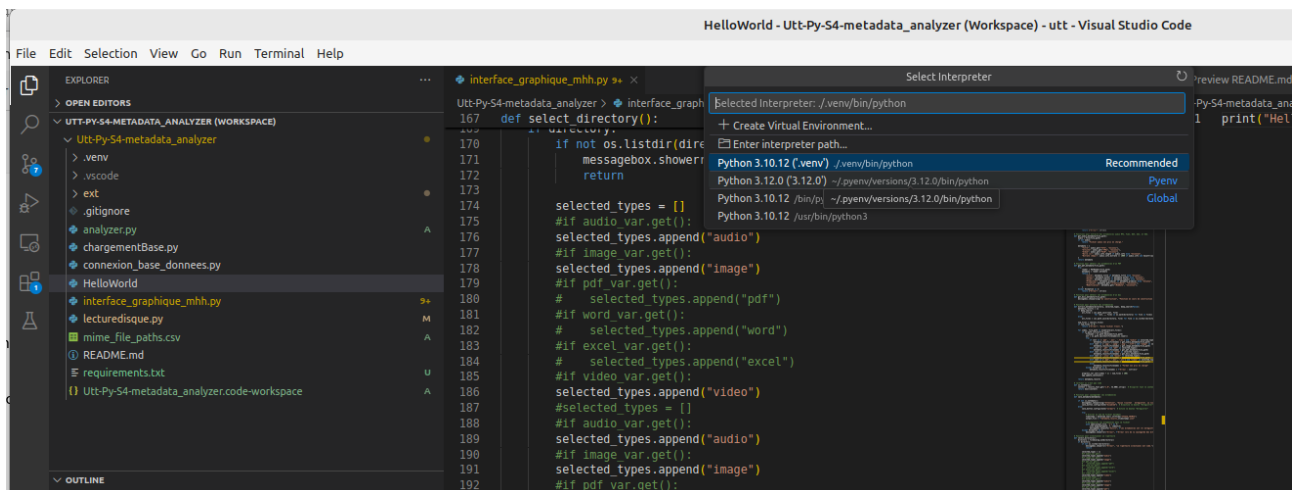 HelloWorld - Utt-Py-S4-metadata_analyzer (Workspace) - utt - Visual Studio Code
File Edit Selection View Go Run Terminal Help
EXPLORER
OPEN EDITORS
UTT-PY-S4-METADATA_ANALYZER (WORKSPACE)
Utt-Py-S4-metadata_analyzer
.venv
.vscode
ext
.gitignore
analyzer.py A
chargementBase.py
connexion_base_donnees.py
HelloWorld
interface_graphique_mhh.py 9+
lecturedisque.py M
mime_file_paths.csv A
README.md
requirements.txt U
Utt-Py-S4-metadata_analyzer.code-workspace A
OUTLINE
7
1
interface_graphique_mhh.py 9+
Utt-Py-S4-metadata_analyzer > interface_graph
167 def select_directory():
169 if directory:
170 if not os.listdir(dire
171 messagebox.showerr
172 return
173
174 selected_types = []
175 #if audio_var.get():
176 selected_types.append("audio")
177 #if image_var.get():
178 selected_types.append("image")
179 #if pdf_var.get():
180 # selected_types.append("pdf")
181 #if word_var.get():
182 # selected_types.append("word")
183 #if excel_var.get():
184 # selected_types.append("excel")
185 #if video_var.get():
186 selected_types.append("video")
187 #selected_types = []
188 #if audio_var.get():
189 selected_types.append("audio")
190 #if image_var.get():
191 selected_types.append("image")
192 #if pdf_var.get():
Select Interpreter
Selected Interpreter: ./.venv/bin/python
+ Create Virtual Environment...
Enter interpreter path...
Python 3.10.12 ('.venv') ./.venv/bin/python Recommended
Python 3.12.0 ('3.12.0') ~/.pyenv/versions/3.12.0/bin/python Pyenv
Python 3.10.12 /bin/py Global
~/.pyenv/versions/3.12.0/bin/python
Python 3.10.12 /usr/bin/python3
Preview README.md
-Py-S4-metadata_ana
1 print("Hel